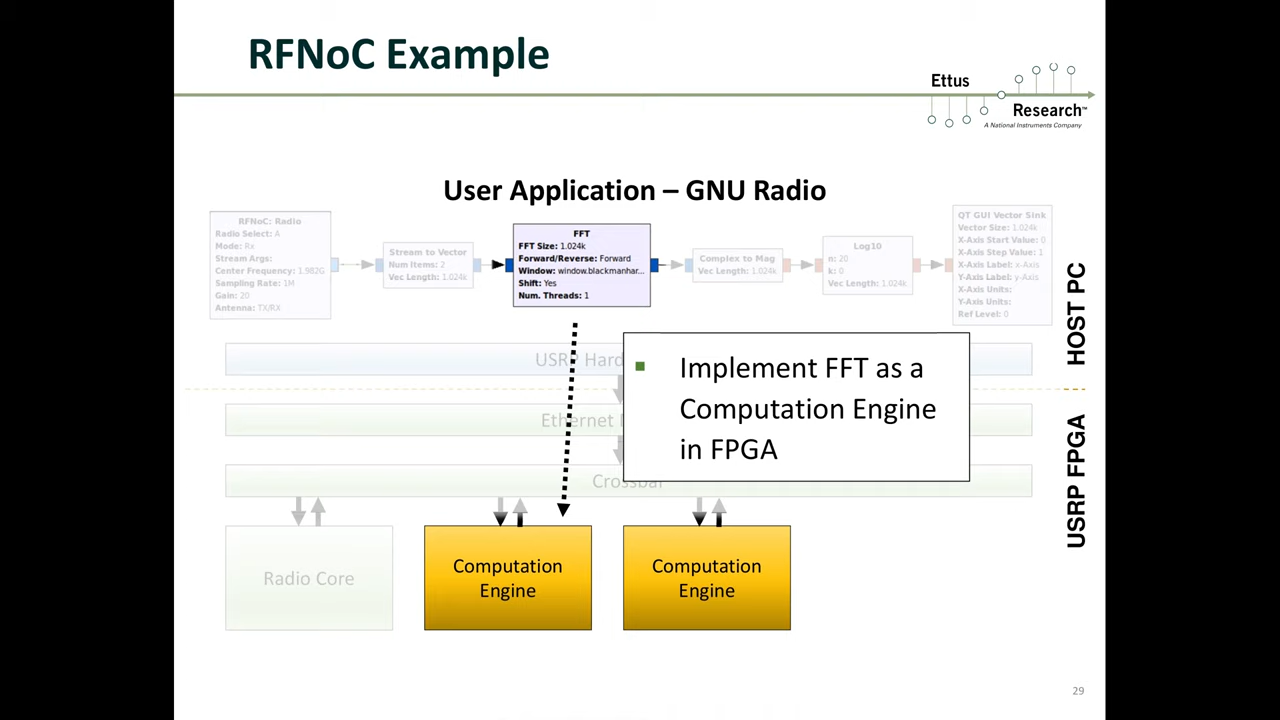 RFNoC Example
Ettus
Research™
A National Instruments Company
User Application – GNU Radio
RFNoC: Radio
Radio Select: A
Mode: Rx
Stream Args:
Center Frequency: 1.982G
Sampling Rate: 1M
Gain: 20
Antenna: TX/RX
Stream to Vector
Num Items: 2
Vec Length: 1.024k
FFT
FFT Size: 1.024k
Forward/Reverse: Forward
Window: window.blackmanhar...
Shift: Yes
Num. Threads: 1
Complex to Mag
Vec Length: 1.024k
Log10
n: 20
k: 0
Vec Length: 1.024k
QT GUI Vector Sink
Vector Size: 1.024k
X-Axis Start Value: 0
X-Axis Step Value: 1
X-Axis Label: x-Axis
Y-Axis Label: y-Axis
X-Axis Units:
Y-Axis Units:
Ref Level: 0
HOST PC
USRP Hard
Implement FFT as a
Computation Engine
in FPGA
Ethernet
Crossbar
USRP FPGA
Radio Core
Computation
Engine
Computation
Engine
29